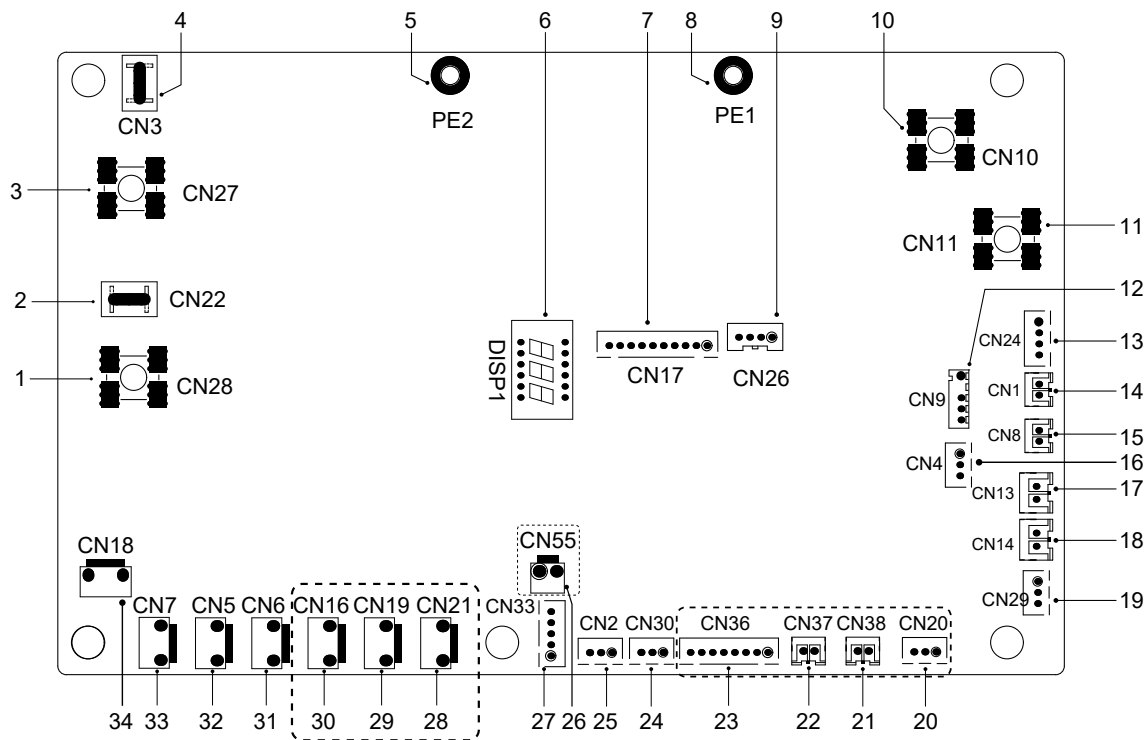 4 5 6 7 8 9 10
CN3 PE2 PE1
CN10
3 CN27
CN11 11
12
2 CN22
DISP1
CN17 CN26
CN24 13
1 CN28
CN9 CN1 14
CN8 15
CN4 16
CN13 17
CN55
CN14 18
CN18
CN7 CN5 CN6 CN16 CN19 CN21 CN33 CN2 CN30 CN36 CN37 CN38 CN20 CN29 19
34 33 32 31 30 29 28 27 26 25 24 23 22 21 20